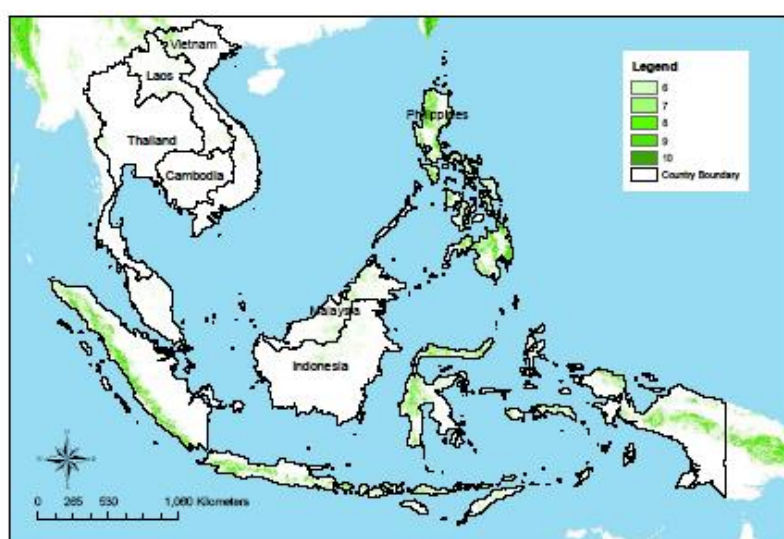 Vietnam
Laos
Thailand
Cambodia
Philippines
Malaysia
Indonesia
Legend
6
7
8
9
10
Country Boundary
0 265 530 1,060 Kilometers